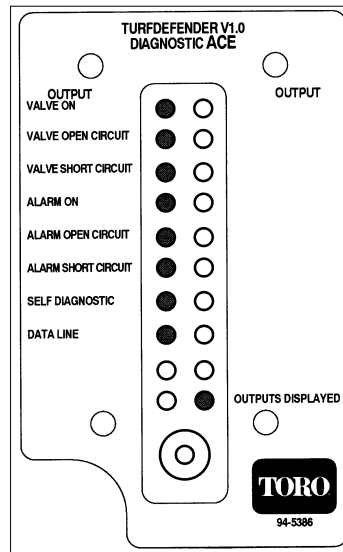 TURFDEFENDER V1.0
DIAGNOSTIC ACE
OUTPUT
OUTPUT
VALVE ON
VALVE OPEN CIRCUIT
VALVE SHORT CIRCUIT
ALARM ON
ALARM OPEN CIRCUIT
ALARM SHORT CIRCUIT
SELF DIAGNOSTIC
DATA LINE
OUTPUTS DISPLAYED
TORO
94-5386